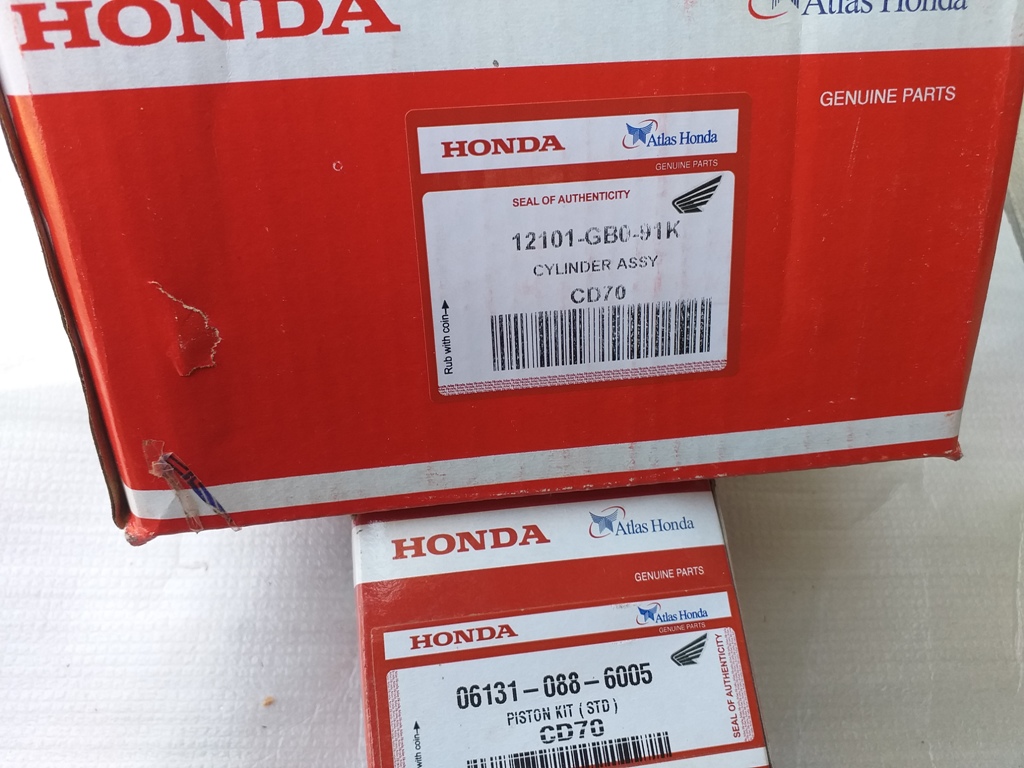 HONDA
Atlas Honda
GENUINE PARTS
HONDA
Atlas Honda
GENUINE PARTS
SEAL OF AUTHENTICITY
12101-GB0-91K
CYLINDER ASSY
CD70
Rub with coin
HONDA
Atlas Honda
GENUINE PARTS
HONDA
Atlas Honda
GENUINE PARTS
06131-088-6005
PISTON KIT (STD)
CD70
SEAL OF AUTHENTICITY
with coin